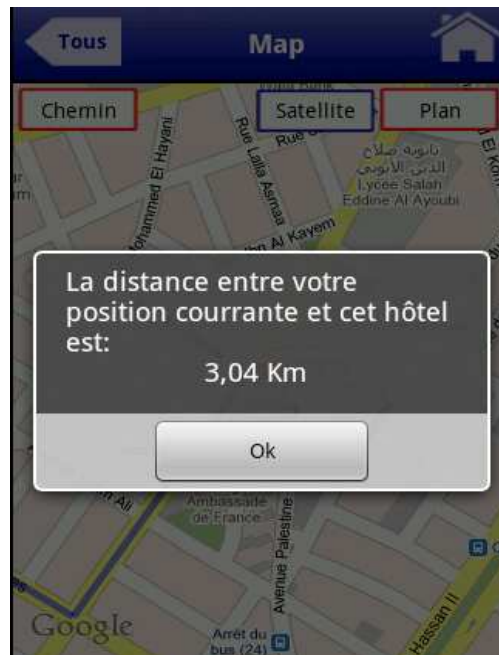 Tous
Map
Chemin
Satellite
Plan
Rue Lalla Asmaa
ثانوية صلاح
الدين الأيوبي
Lycee Salah
Eddine Al Ayoubi
Mohammed El Hayani
Ibn Al Kayem
La distance entre votre
position courrante et cet hôtel
est:
3,04 Km
Ok
Ambassade
de France
Avenue Palestine
Hassan II
Google
Arrêt du
bus (24)